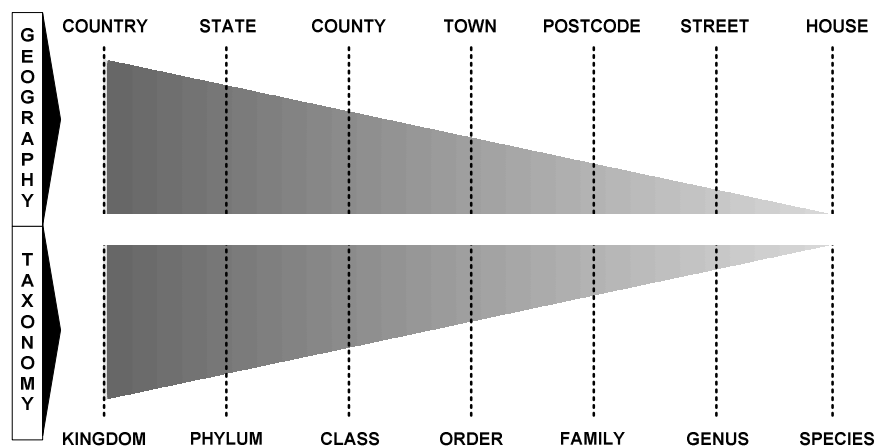 GEOGRAPHY
COUNTRY STATE COUNTY TOWN POSTCODE STREET HOUSE
TAXONOMY
KINGDOM PHYLUM CLASS ORDER FAMILY GENUS SPECIES